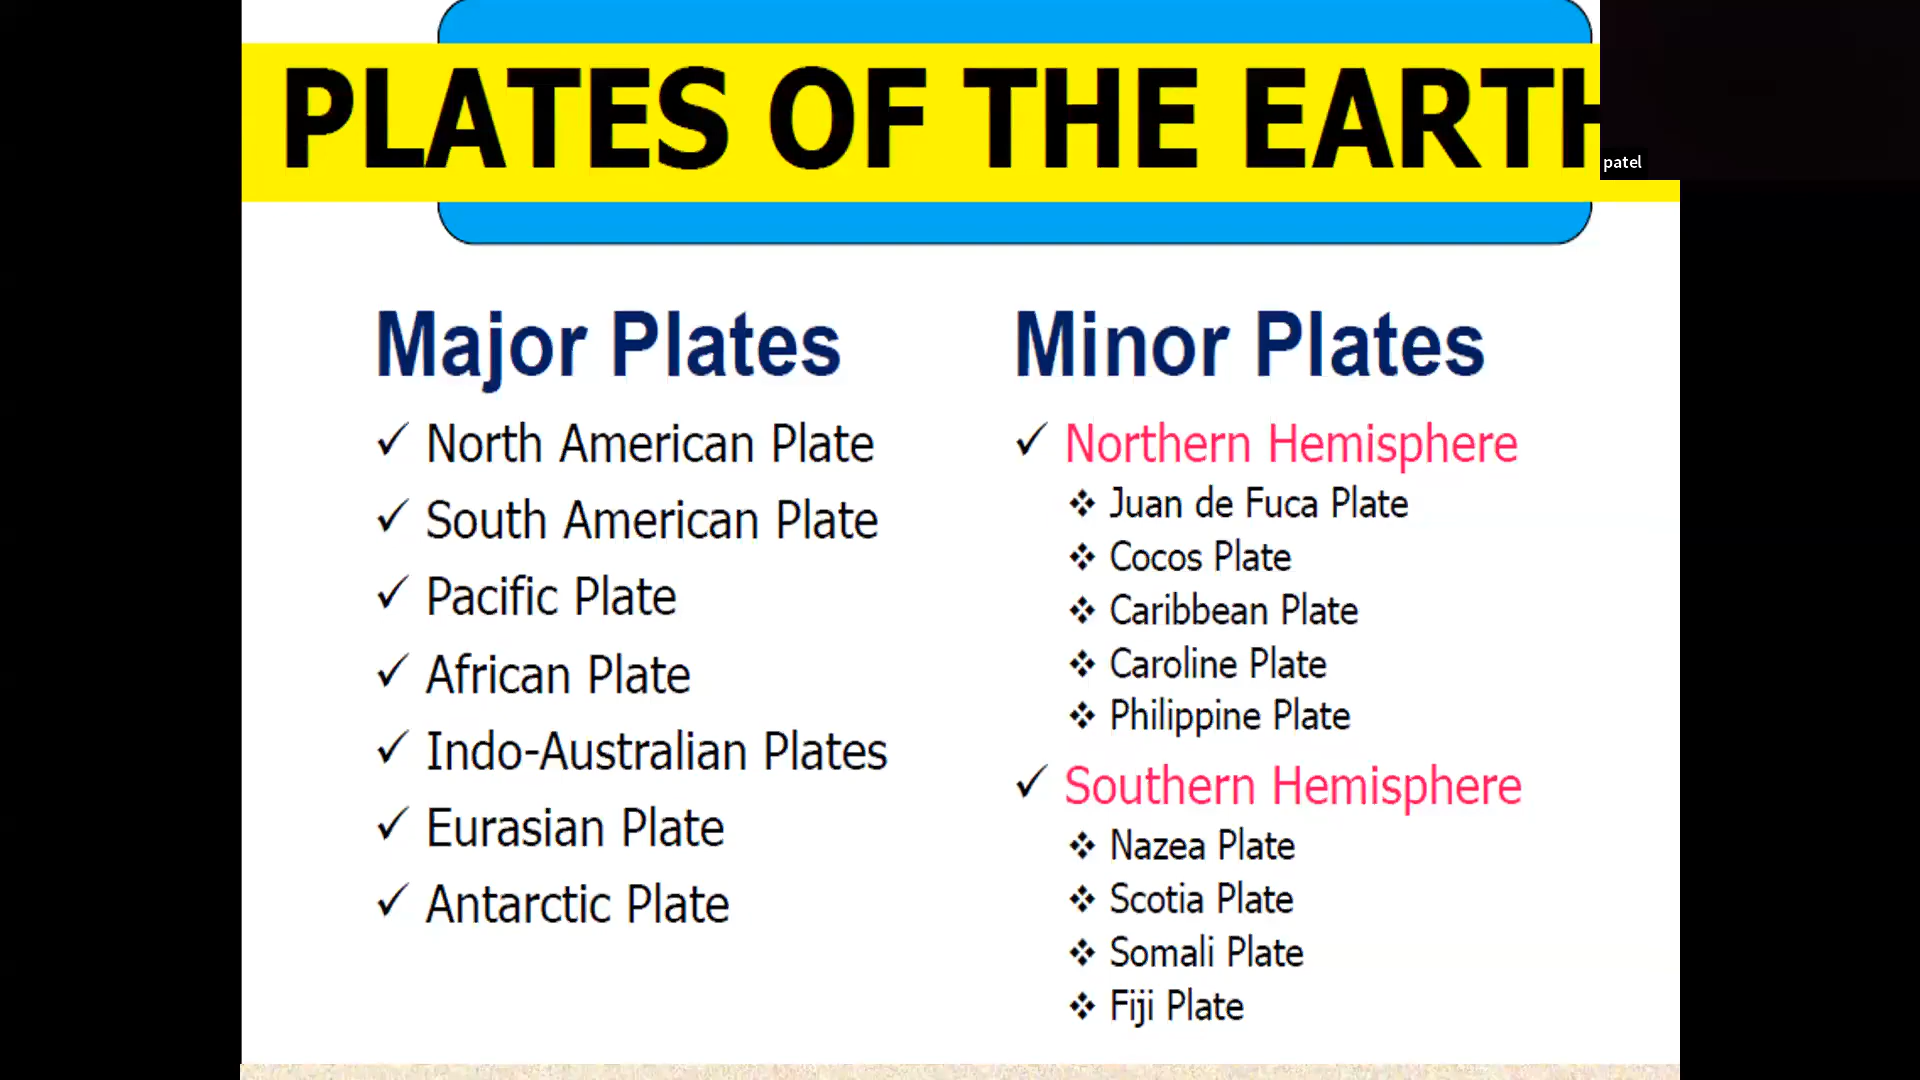 PLATES OF THE EARTH
patel
Major Plates
North American Plate
South American Plate
Pacific Plate
African Plate
Indo-Australian Plates
Eurasian Plate
Antarctic Plate
Minor Plates
Northern Hemisphere
Juan de Fuca Plate
Cocos Plate
Caribbean Plate
Caroline Plate
Philippine Plate
Southern Hemisphere
Nazea Plate
Scotia Plate
Somali Plate
Fiji Plate